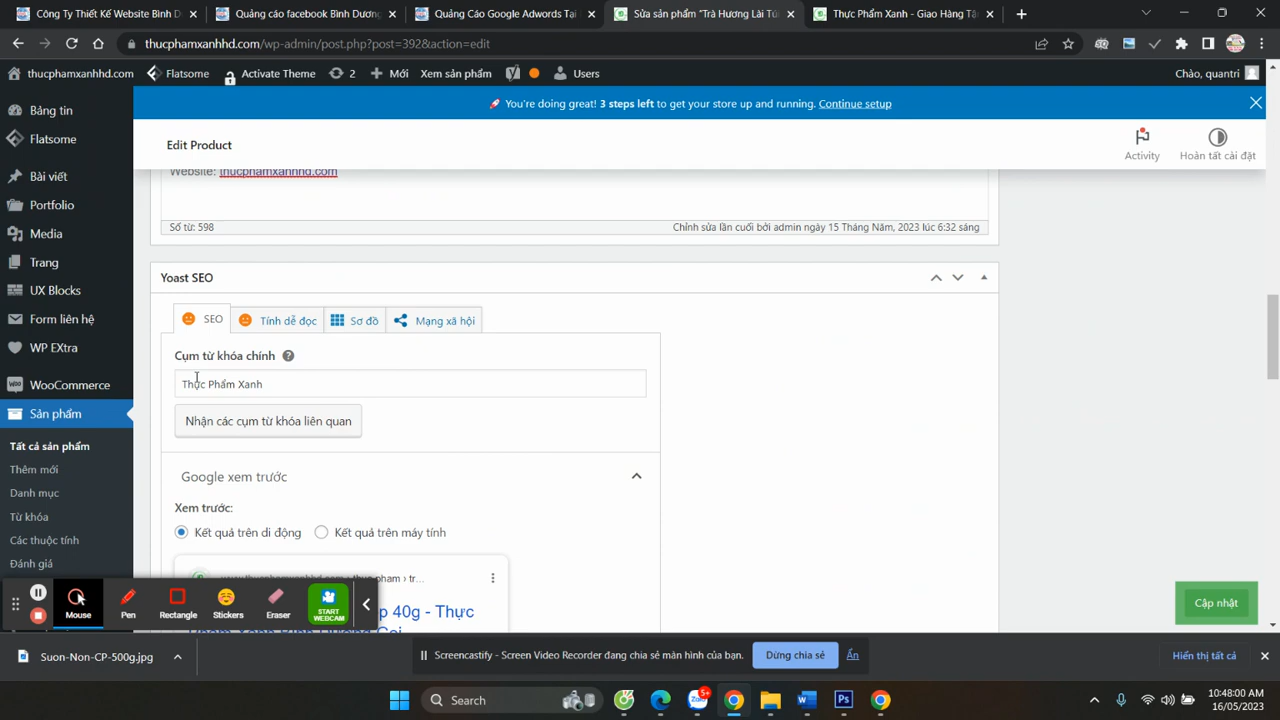 Công Ty Thiết Kế Website Bình D
Quảng cáo facebook Bình Dương
Quảng Cáo Google Adwords Tại
Sửa sản phẩm "Trà Hương Lài Tú
Thực Phẩm Xanh - Giao Hàng Tậ
thucphamxanhhd.com/wp-admin/post.php?post=392&action=edit
thucphamxanhhd.com
Flatsome
Activate Theme
2
Mới
Xem sản phẩm
Users
Chào, quantri
Bảng tin
Flatsome
Bài viết
Portfolio
Media
Trang
UX Blocks
Form liên hệ
WP EXtra
WooCommerce
Sản phẩm
Tất cả sản phẩm
Thêm mới
Danh mục
Từ khóa
Các thuộc tính
Đánh giá
🚀 You're doing great! 3 steps left to get your store up and running. Continue setup
Edit Product
Activity
Hoàn tất cài đặt
Website: thucphamxanhhd.com
Số từ: 598
Chỉnh sửa lần cuối bởi admin ngày 15 Tháng Năm, 2023 lúc 6:32 sáng
Yoast SEO
SEO
Tính dễ đọc
Sơ đồ
Mạng xã hội
Cụm từ khóa chính
Thực Phẩm Xanh
Nhận các cụm từ khóa liên quan
Google xem trước
Xem trước:
Kết quả trên di động
Kết quả trên máy tính
www.thucphamxanhhd.com › thuc-pham › tr...
p 40g - Thực
Cập nhật
Mouse
Pen
Rectangle
Stickers
Eraser
START
WEBCAM
Suon-Non-CP-500g.jpg
Screencastify - Screen Video Recorder đang chia sẻ màn hình của bạn.
Dừng chia sẻ
Ẩn
Hiển thị tất cả
Search
5+
10:48:00 AM
16/05/2023